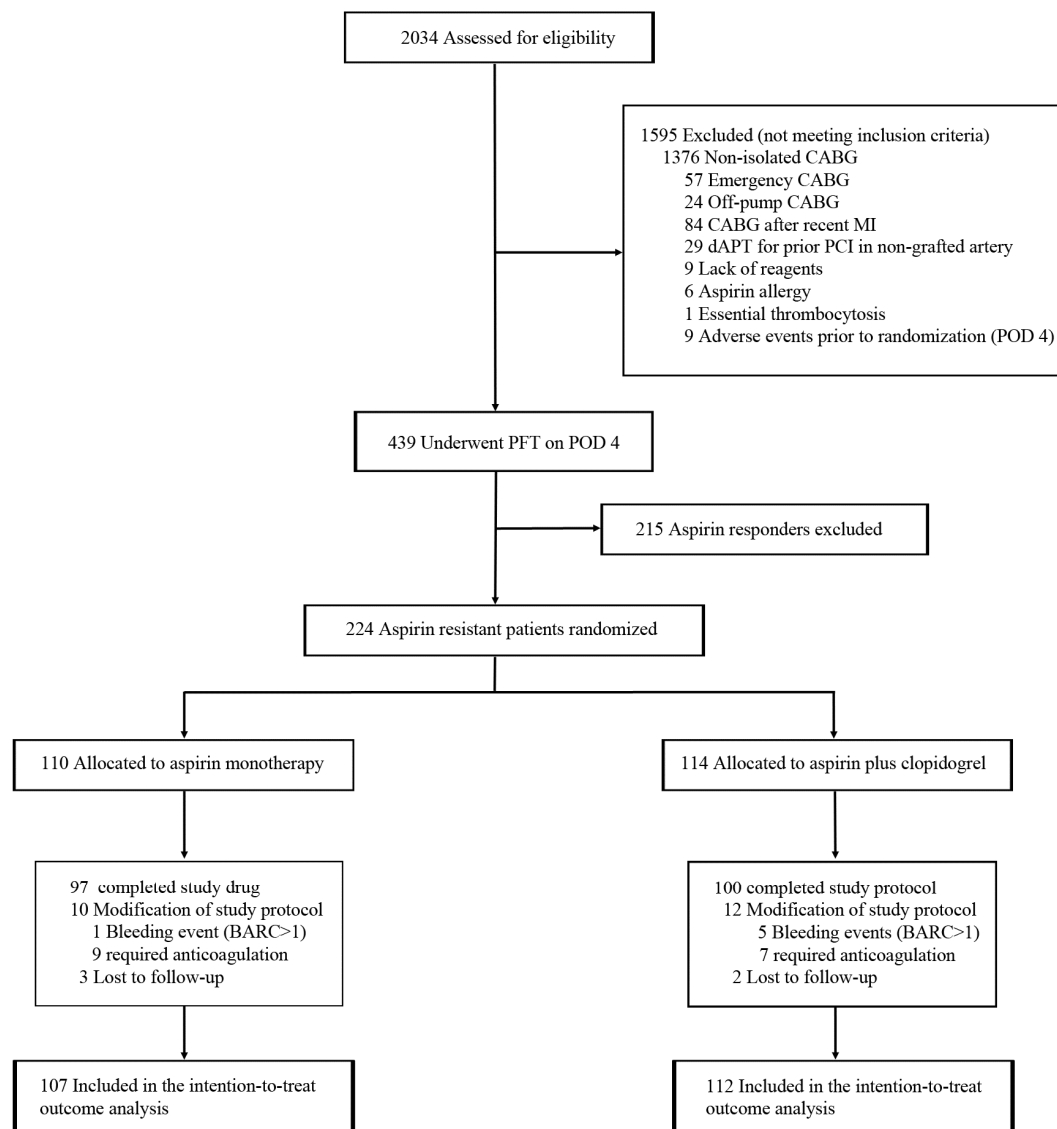 2034 Assessed for eligibility
1595 Excluded (not meeting inclusion criteria)
1376 Non-isolated CABG
57 Emergency CABG
24 Off-pump CABG
84 CABG after recent MI
29 dAPT for prior PCI in non-grafted artery
9 Lack of reagents
6 Aspirin allergy
1 Essential thrombocytosis
9 Adverse events prior to randomization (POD 4)
439 Underwent PFT on POD 4
215 Aspirin responders excluded
224 Aspirin resistant patients randomized
110 Allocated to aspirin monotherapy
114 Allocated to aspirin plus clopidogrel
97 completed study drug
10 Modification of study protocol
1 Bleeding event (BARC>1)
9 required anticoagulation
3 Lost to follow-up
100 completed study protocol
12 Modification of study protocol
5 Bleeding events (BARC>1)
7 required anticoagulation
2 Lost to follow-up
107 Included in the intention-to-treat
outcome analysis
112 Included in the intention-to-treat
outcome analysis